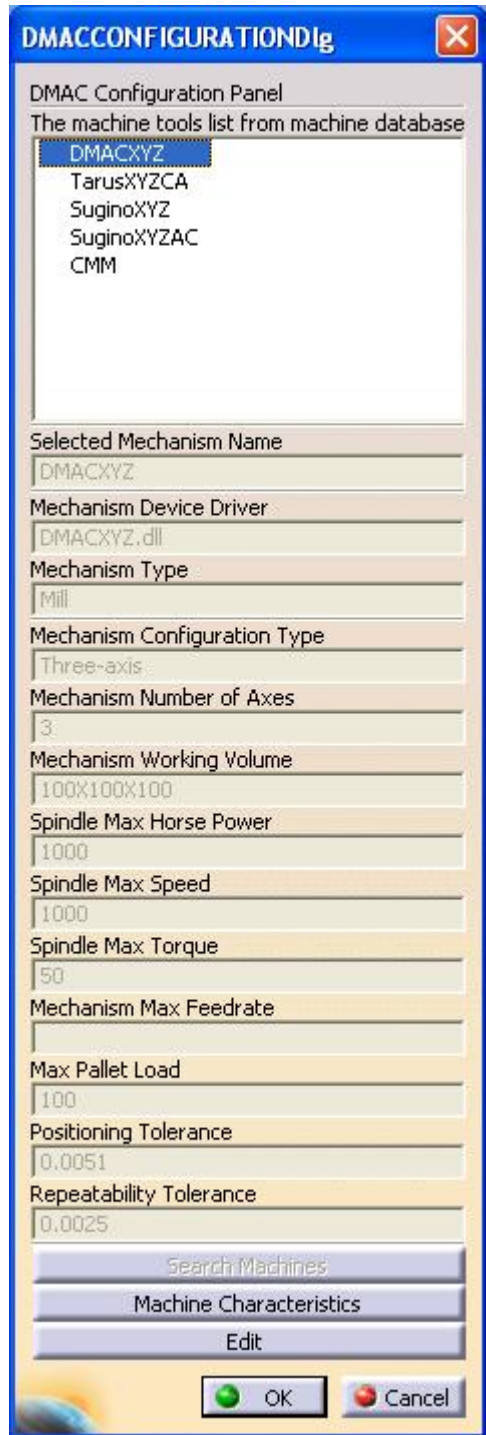 DMACCONFIGURATIONDlg
DMAC Configuration Panel
The machine tools list from machine database
DMACXYZ
TarusXYZCA
SuginoXYZ
SuginoXYZAC
CMM
Selected Mechanism Name
DMACXYZ
Mechanism Device Driver
DMACXYZ.dll
Mechanism Type
Mill
Mechanism Configuration Type
Three-axis
Mechanism Number of Axes
3
Mechanism Working Volume
100X100X100
Spindle Max Horse Power
1000
Spindle Max Speed
1000
Spindle Max Torque
50
Mechanism Max Feedrate
Max Pallet Load
100
Positioning Tolerance
0.0051
Repeatability Tolerance
0.0025
Search Machines
Machine Characteristics
Edit
OK Cancel